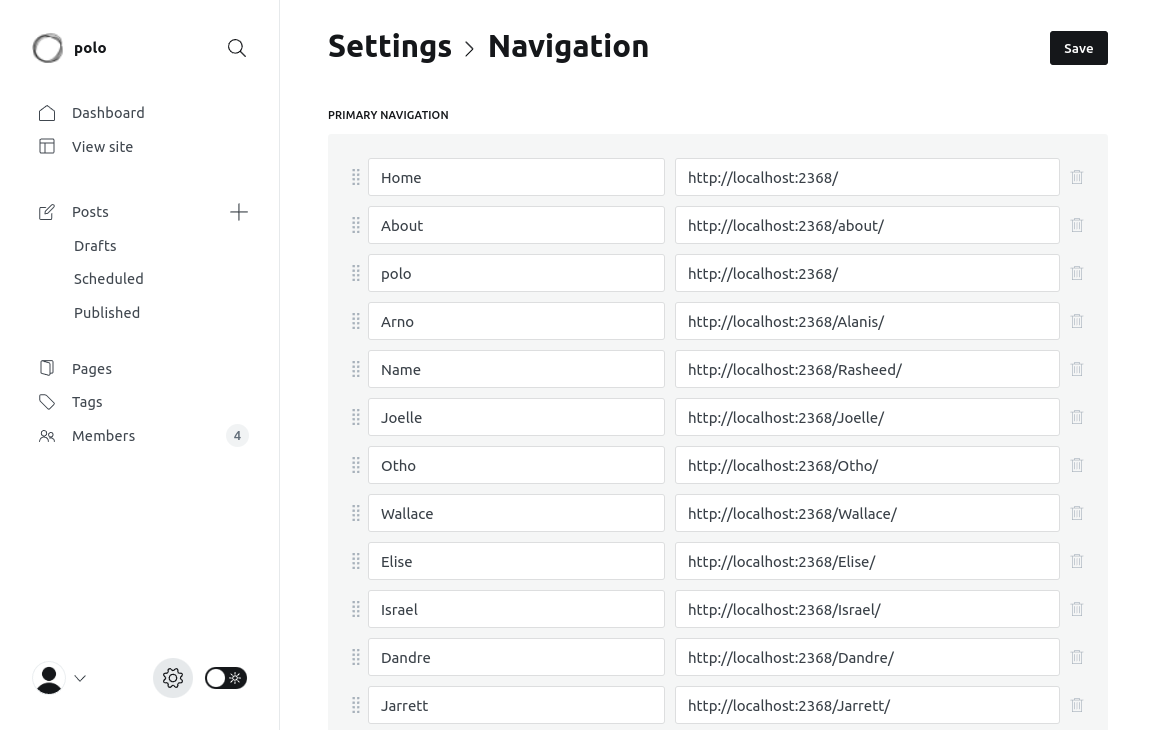 polo
Dashboard
View site
Posts
Drafts
Scheduled
Published
Pages
Tags
Members 4
Settings > Navigation
Save
PRIMARY NAVIGATION
Home http://localhost:2368/
About http://localhost:2368/about/
polo http://localhost:2368/
Arno http://localhost:2368/Alanis/
Name http://localhost:2368/Rasheed/
Joelle http://localhost:2368/Joelle/
Otho http://localhost:2368/Otho/
Wallace http://localhost:2368/Wallace/
Elise http://localhost:2368/Elise/
Israel http://localhost:2368/Israel/
Dandre http://localhost:2368/Dandre/
Jarrett http://localhost:2368/Jarrett/